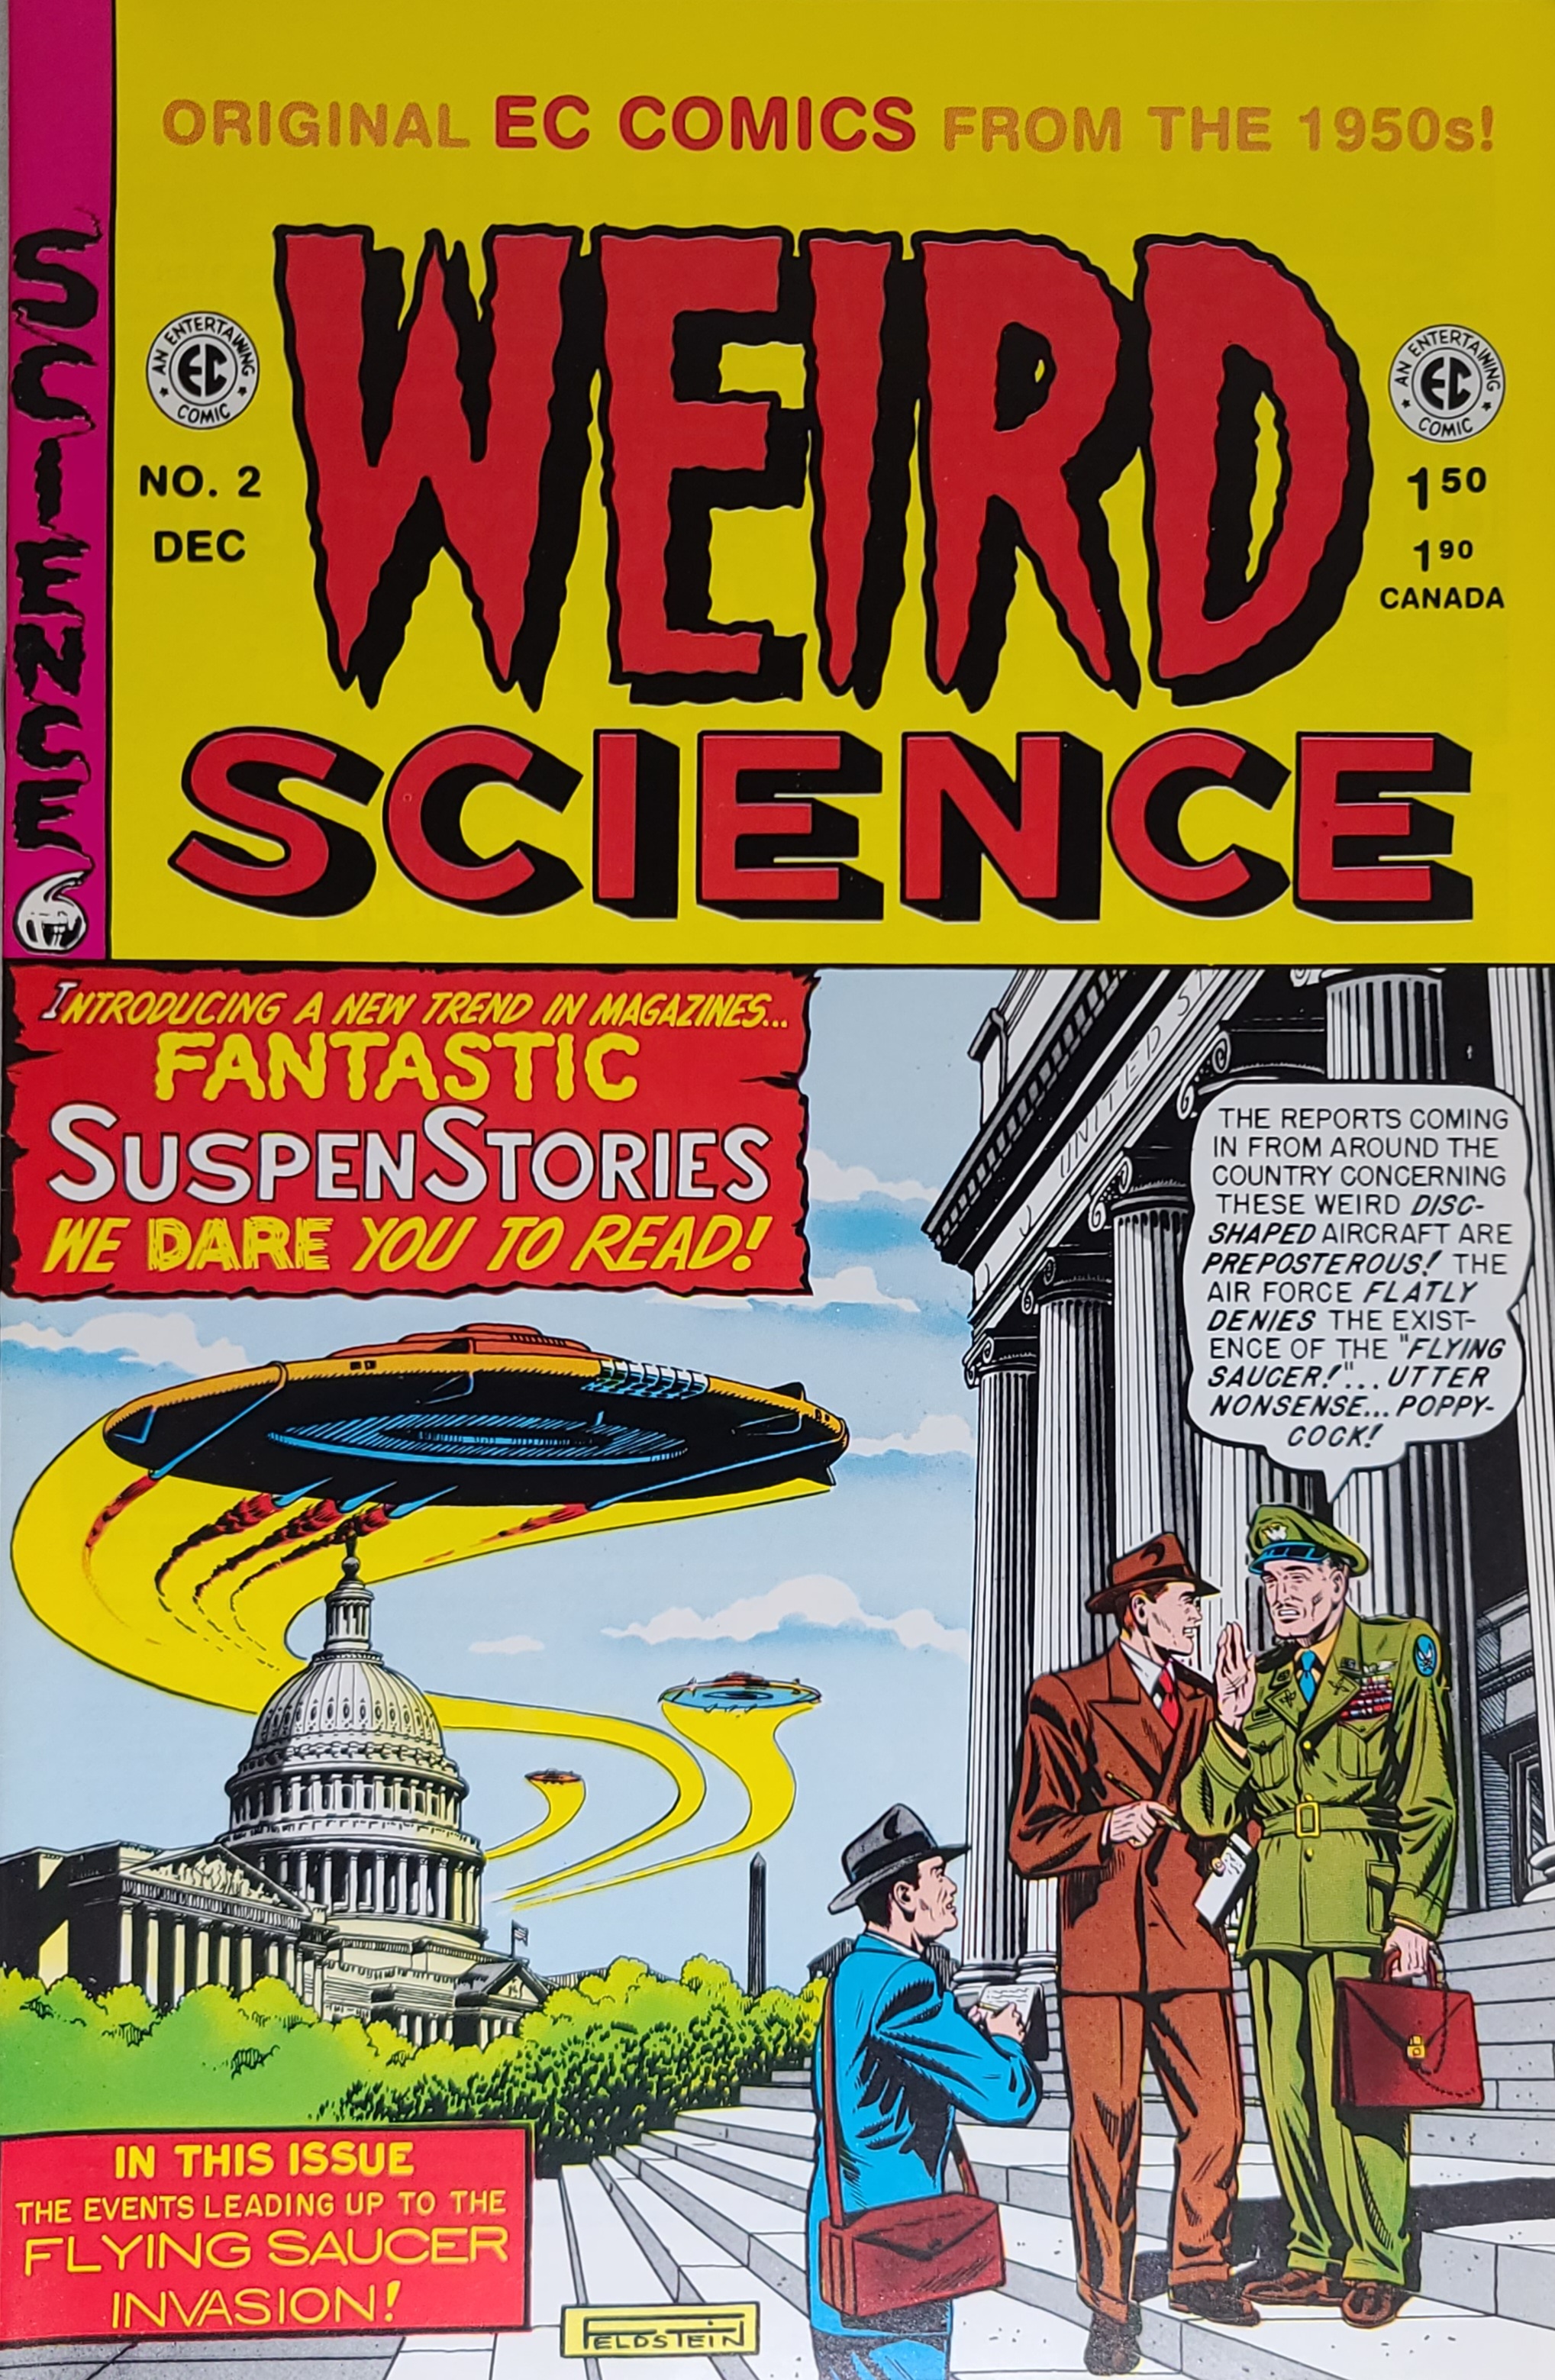 ORIGINAL EC COMICS FROM THE 1950s!
SCIENCE
WEIRD
SCIENCE
AN ENTERTAINING
EC
COMIC
NO. 2
DEC
AN ENTERTAINING
EC
COMIC
1 50
1 90
CANADA
INTRODUCING A NEW TREND IN MAGAZINES...
FANTASTIC
SUSPENSTORIES
WE DARE YOU TO READ!
UNITED ST
THE REPORTS COMING
IN FROM AROUND THE
COUNTRY CONCERNING
THESE WEIRD DISC-
SHAPED AIRCRAFT ARE
PREPOSTEROUS! THE
AIR FORCE FLATLY
DENIES THE EXIST-
ENCE OF THE "FLYING
SAUCER!"... UTTER
NONSENSE... POPPY-
COCK!
IN THIS ISSUE
THE EVENTS LEADING UP TO THE
FLYING SAUCER
INVASION!
FELDSTEIN